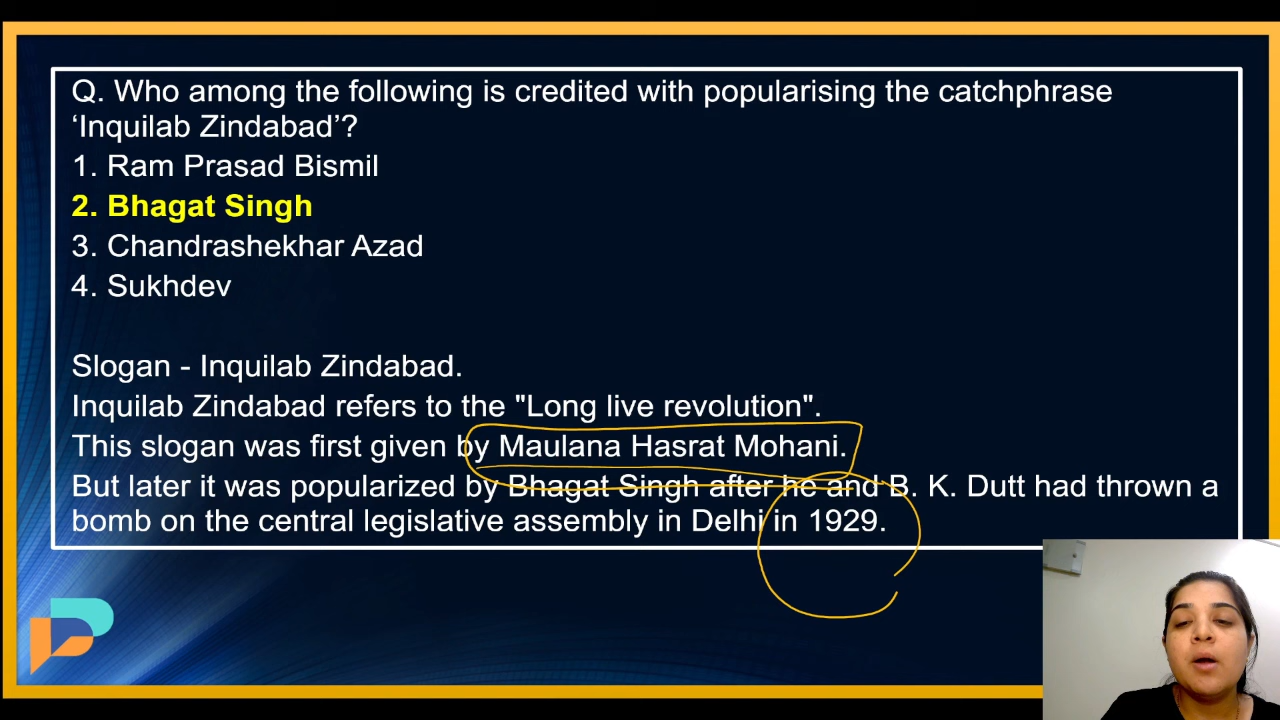 Q. Who among the following is credited with popularising the catchphrase
‘Inquilab Zindabad’?
1. Ram Prasad Bismil
2. Bhagat Singh
3. Chandrashekhar Azad
4. Sukhdev
Slogan - Inquilab Zindabad.
Inquilab Zindabad refers to the "Long live revolution".
This slogan was first given by Maulana Hasrat Mohani.
But later it was popularized by Bhagat Singh after he and B. K. Dutt had thrown a
bomb on the central legislative assembly in Delhi in 1929.